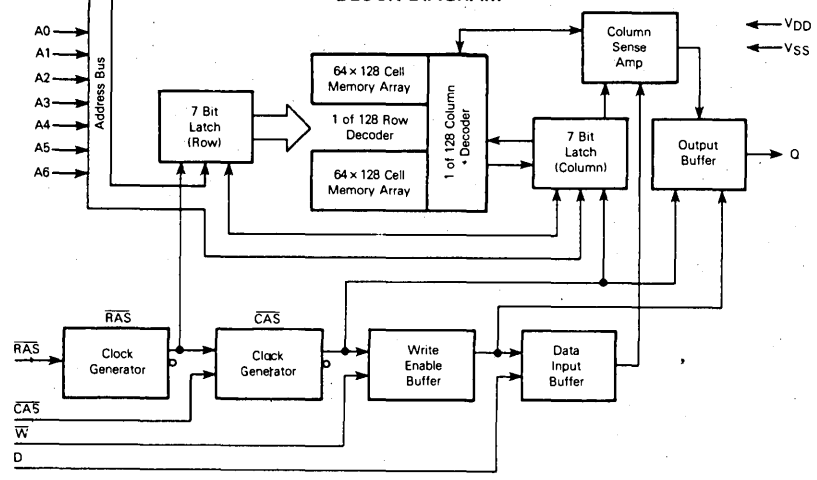 BLOCK DIAGRAM
A0
A1
A2
A3
A4
A5
A6
Address Bus
7 Bit
Latch
(Row)
64 × 128 Cell
Memory Array
1 of 128 Row
Decoder
64 × 128 Cell
Memory Array
1 of 128 Column
Decoder
Column
Sense
Amp
7 Bit
Latch
(Column)
Output
Buffer
VDD
VSS
Q
RAS
RAS
Clock
Generator
CAS
Clock
Generator
Write
Enable
Buffer
Data
Input
Buffer
CAS
W
D